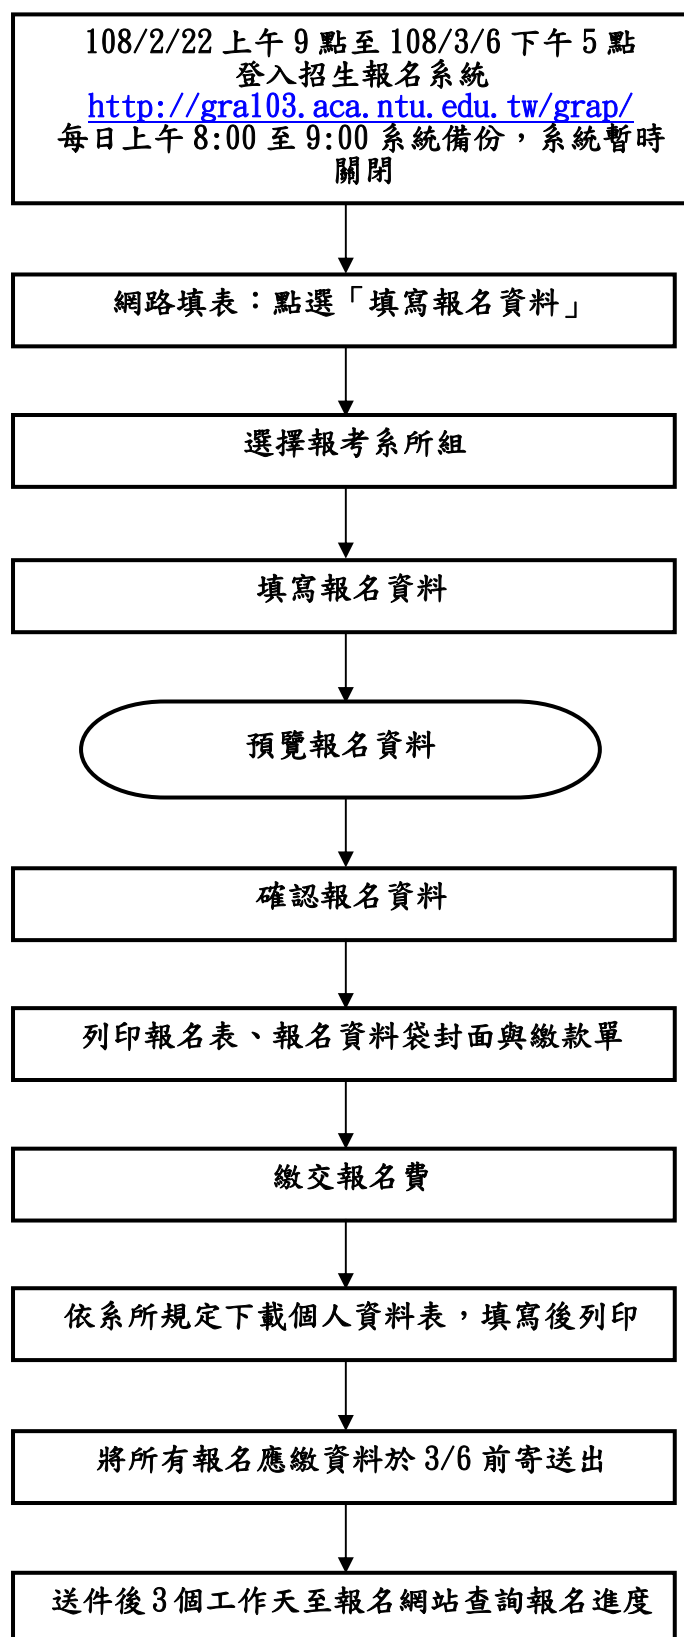 108/2/22 上午 9 點至 108/3/6 下午 5 點
登入招生報名系統
http://gra103.aca.ntu.edu.tw/grap/
每日上午 8:00 至 9:00 系統備份，系統暫時
關閉
網路填表：點選「填寫報名資料」
選擇報考系所組
填寫報名資料
預覽報名資料
確認報名資料
列印報名表、報名資料袋封面與繳款單
繳交報名費
依系所規定下載個人資料表，填寫後列印
將所有報名應繳資料於 3/6 前寄送出
送件後 3 個工作天至報名網站查詢報名進度